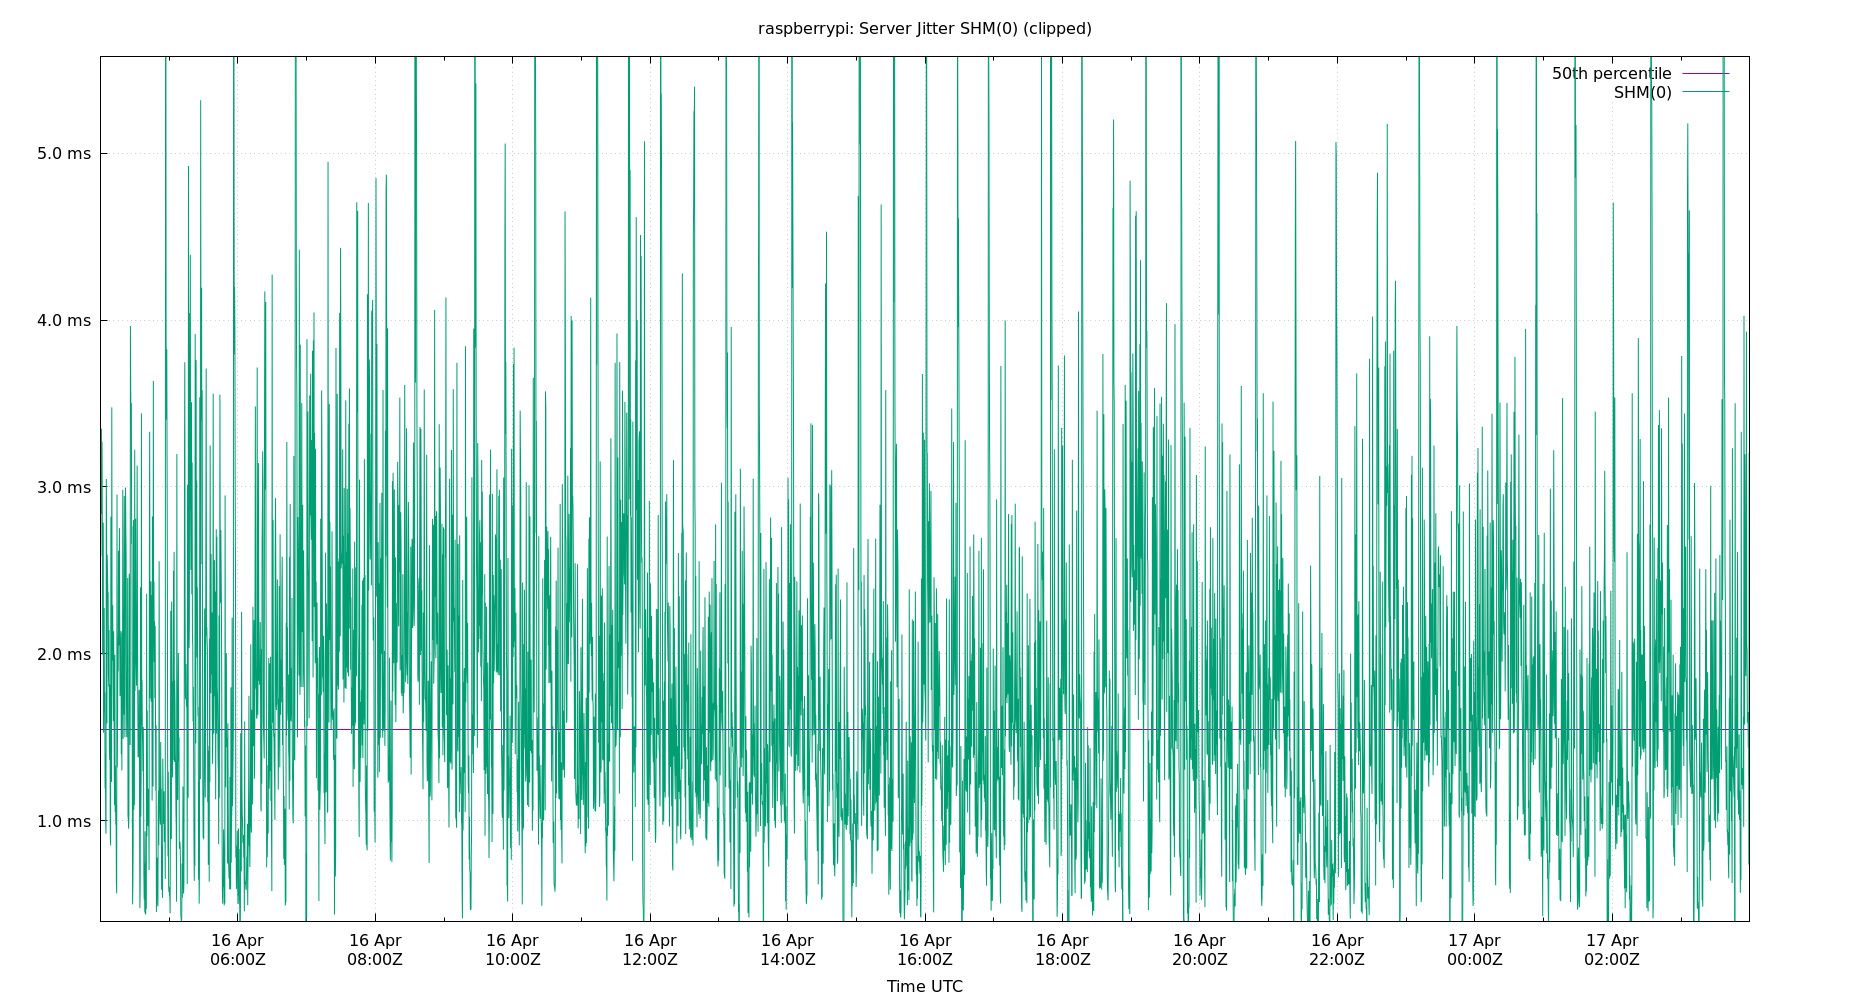 raspberrypi: Server Jitter SHM(0) (clipped)
50th percentile
SHM(0)
5.0 ms
4.0 ms
3.0 ms
2.0 ms
1.0 ms
16 Apr 16 Apr 16 Apr 16 Apr 16 Apr 16 Apr 16 Apr 16 Apr 16 Apr 17 Apr 17 Apr
06:00Z 08:00Z 10:00Z 12:00Z 14:00Z 16:00Z 18:00Z 20:00Z 22:00Z 00:00Z 02:00Z
Time UTC